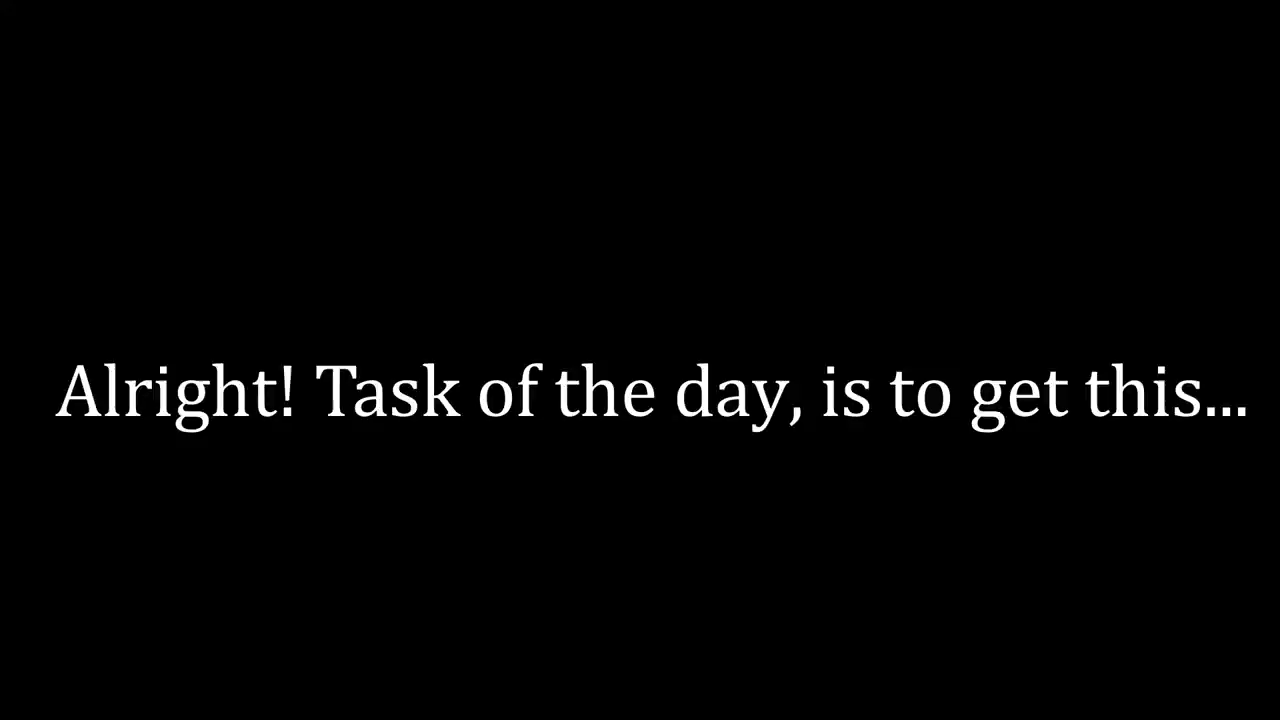 Alright! Task of the day, is to get this...